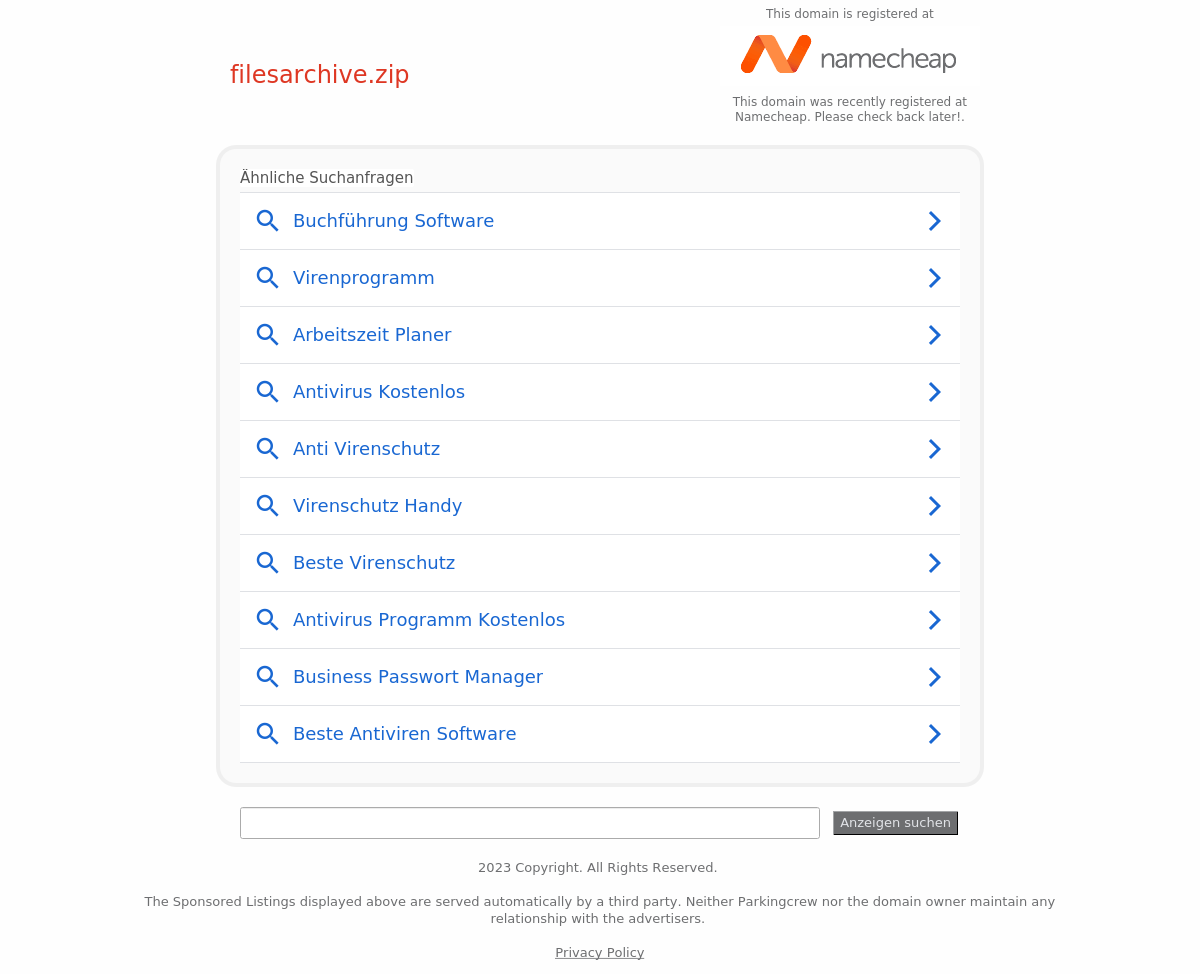 This domain is registered at
namecheap
filesarchive.zip
This domain was recently registered at
Namecheap. Please check back later!.
Ähnliche Suchanfragen
Buchführung Software
Virenprogramm
Arbeitszeit Planer
Antivirus Kostenlos
Anti Virenschutz
Virenschutz Handy
Beste Virenschutz
Antivirus Programm Kostenlos
Business Passwort Manager
Beste Antiviren Software
Anzeigen suchen
2023 Copyright. All Rights Reserved.
The Sponsored Listings displayed above are served automatically by a third party. Neither Parkingcrew nor the domain owner maintain any
relationship with the advertisers.
Privacy Policy